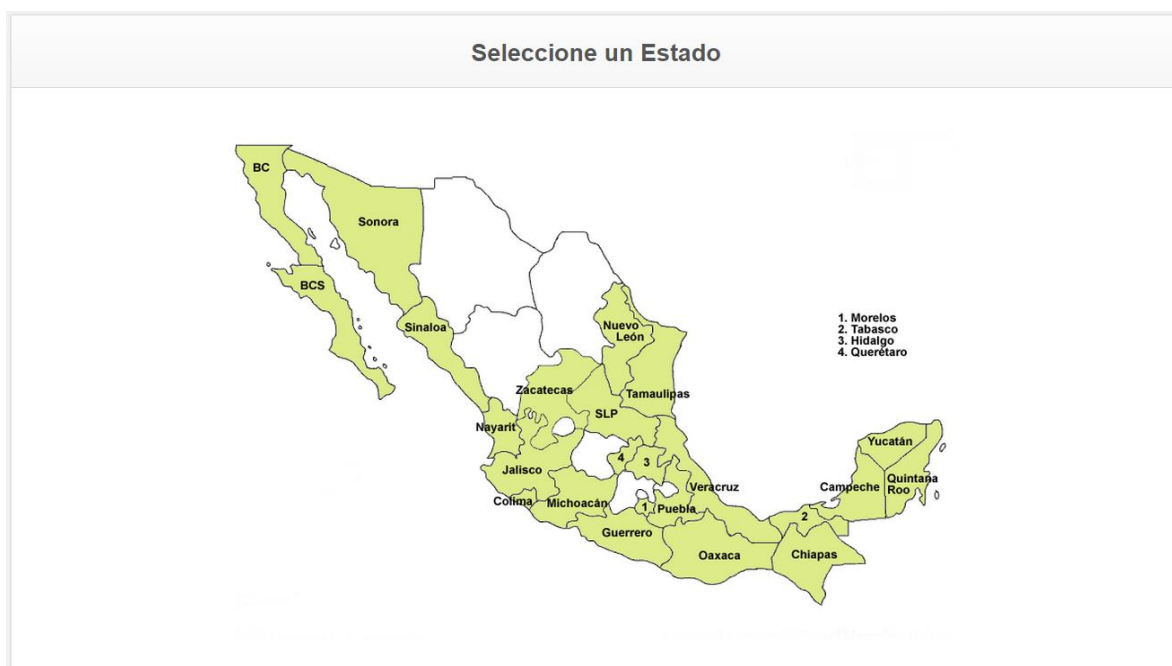 Seleccione un Estado
BC
Sonora
BCS
Sinaloa
Nuevo
León
1. Morelos
2. Tabasco
3. Hidalgo
4. Querétaro
Zacatecas
Tamaulipas
SLP
Nayarit
Yucatán
4
3
Jalisco
Quintana
Roo
Campeche
Veracruz
Colima
Michoacán
1
Puebla
2
Guerrero
Oaxaca
Chiapas